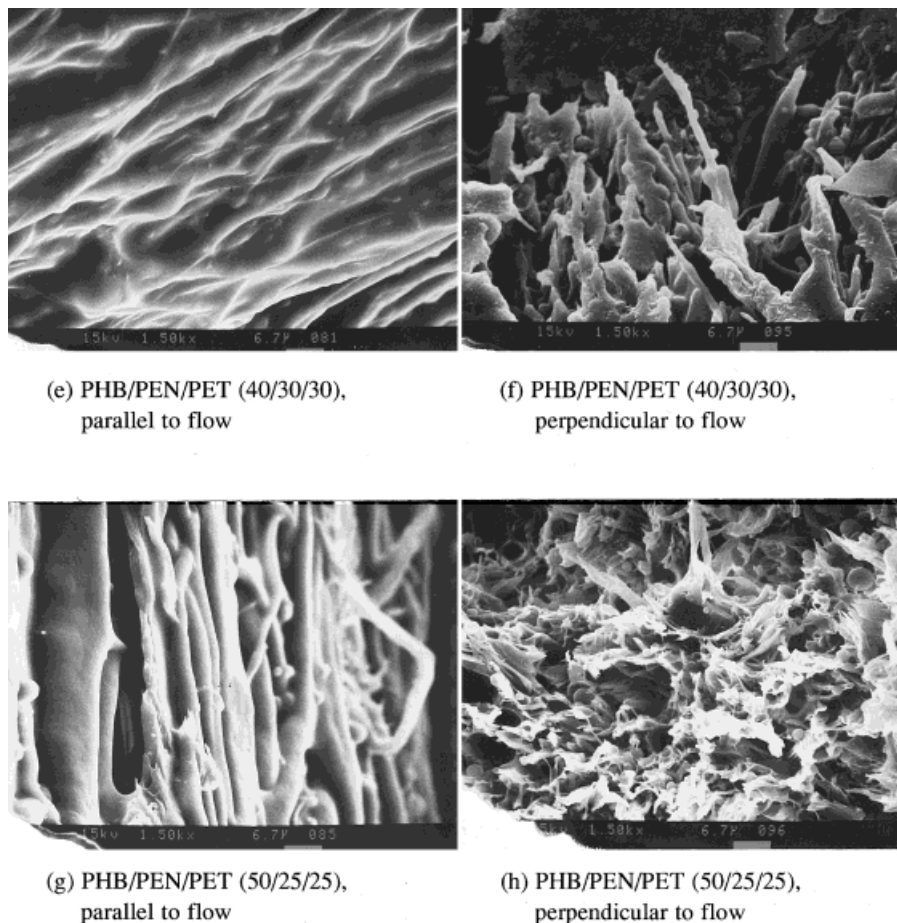 15kv 1.50kx 6.7μ 081
15kv 1.50kx 6.7μ 095
(e) PHB/PEN/PET (40/30/30),
parallel to flow
(f) PHB/PEN/PET (40/30/30),
perpendicular to flow
15kv 1.50kx 6.7μ 085
1.50kx 6.7μ 096
(g) PHB/PEN/PET (50/25/25),
parallel to flow
(h) PHB/PEN/PET (50/25/25),
perpendicular to flow